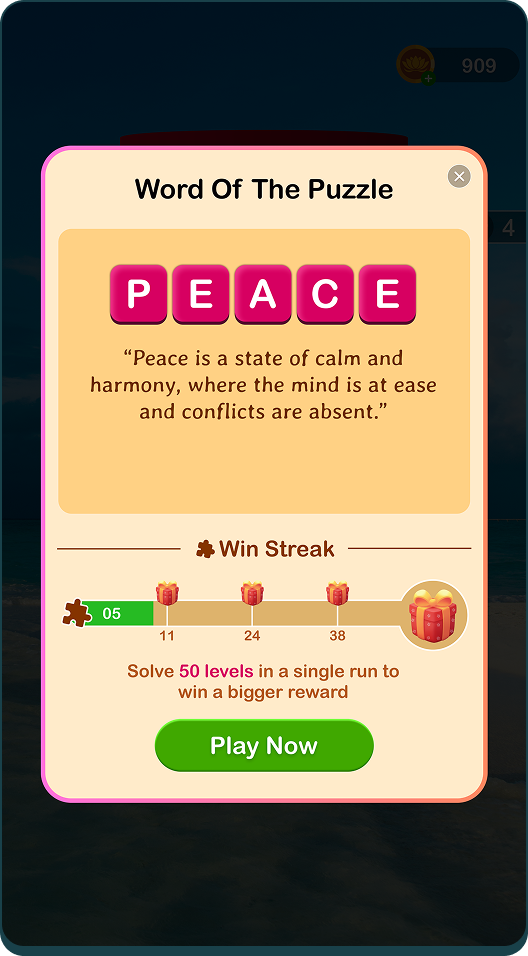 909
Word Of The Puzzle
4
PEACE
“Peace is a state of calm and
harmony, where the mind is at ease
and conflicts are absent.”
Win Streak
05
11 24 38
Solve 50 levels in a single run to
win a bigger reward
Play Now